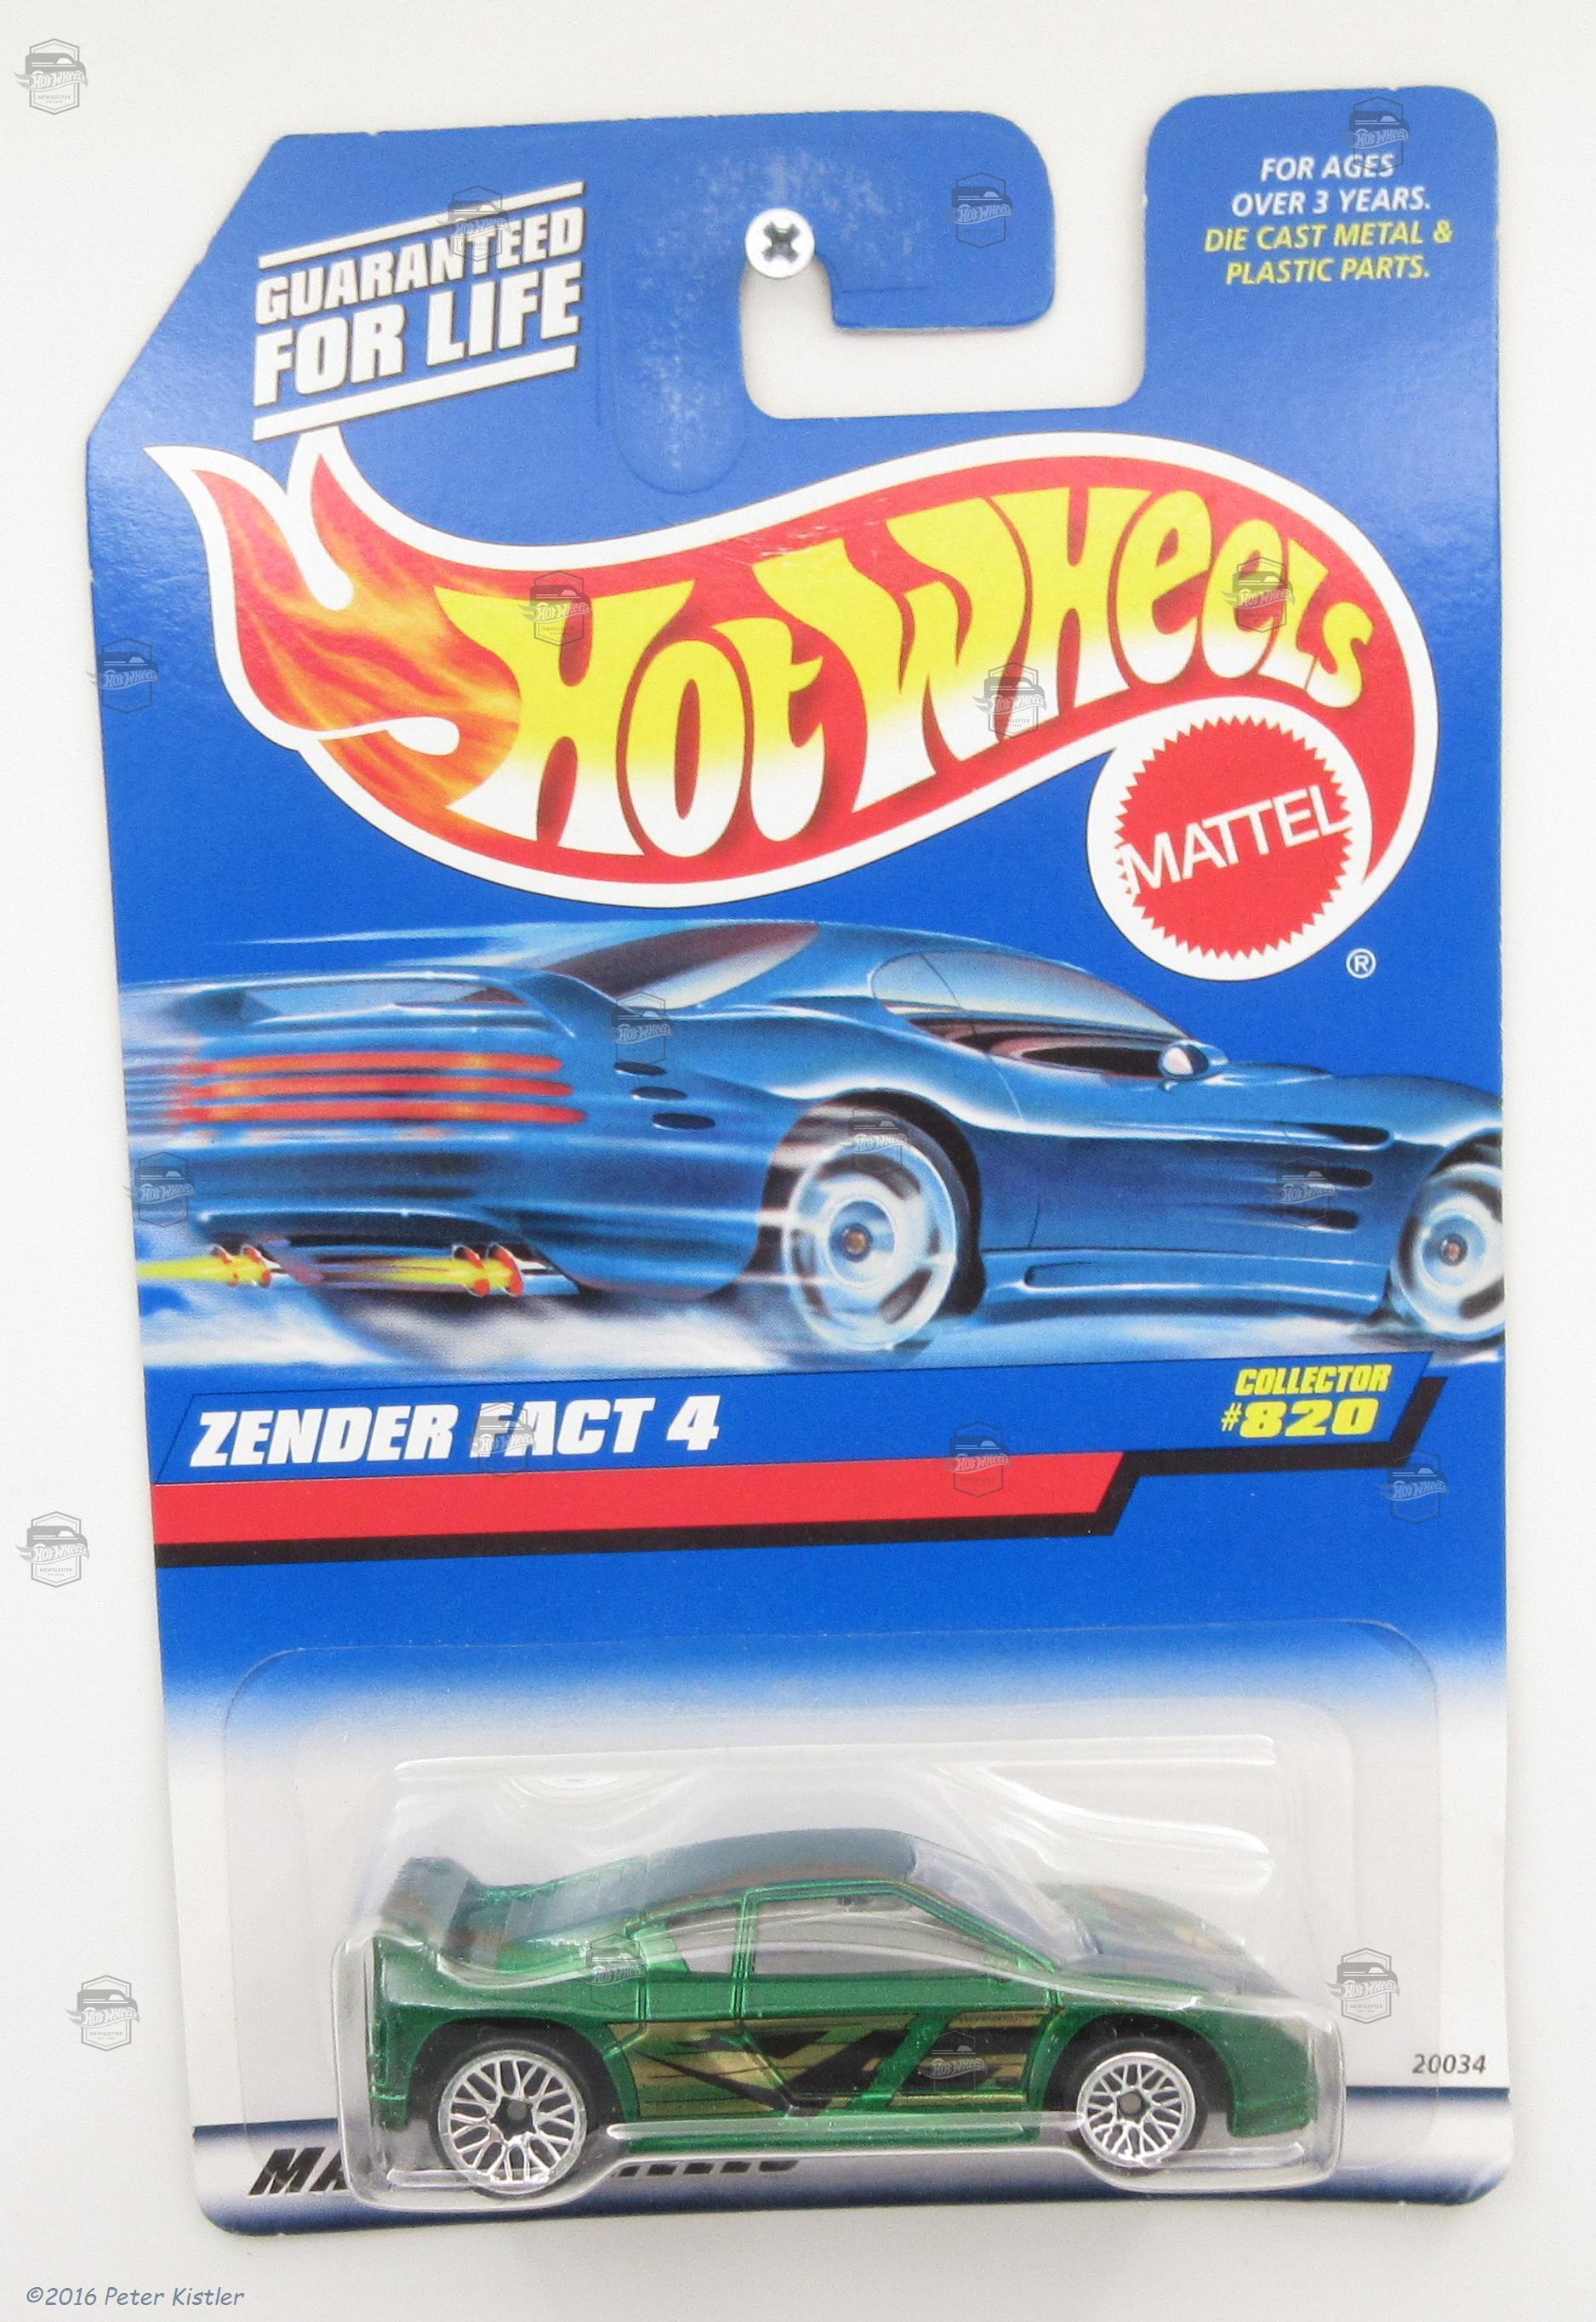 GUARANTEED
FOR LIFE
FOR AGES
OVER 3 YEARS.
DIE CAST METAL &
PLASTIC PARTS.
Hot Wheels
MATTEL
®
ZENDER FACT 4
COLLECTOR
#820
20034
©2016 Peter Kistler